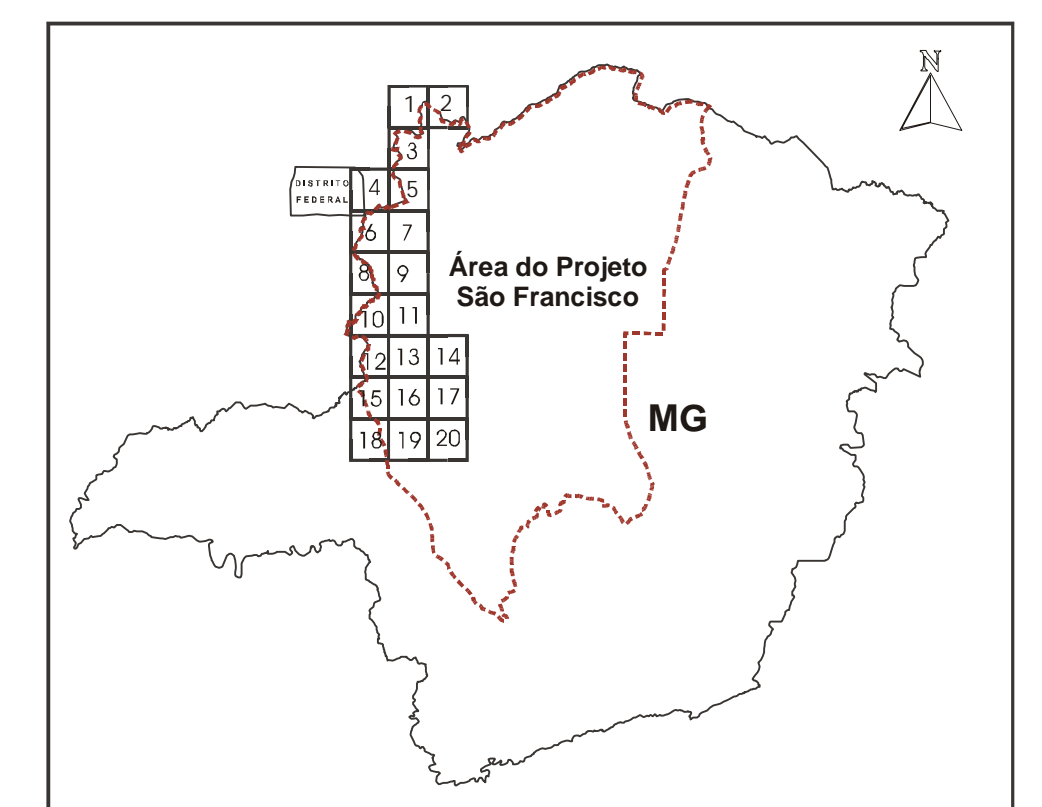 N
1 2
3
DISTRITO
FEDERAL
4 5
6 7
8 9
10 11
12 13 14
15 16 17
18 19 20
Área do Projeto
São Francisco
MG